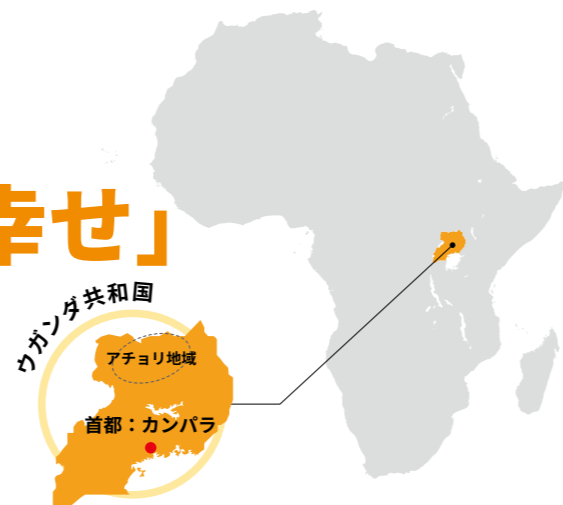 幸せ」
ウガンダ共和国
アチョリ地域
首都：カンパラ